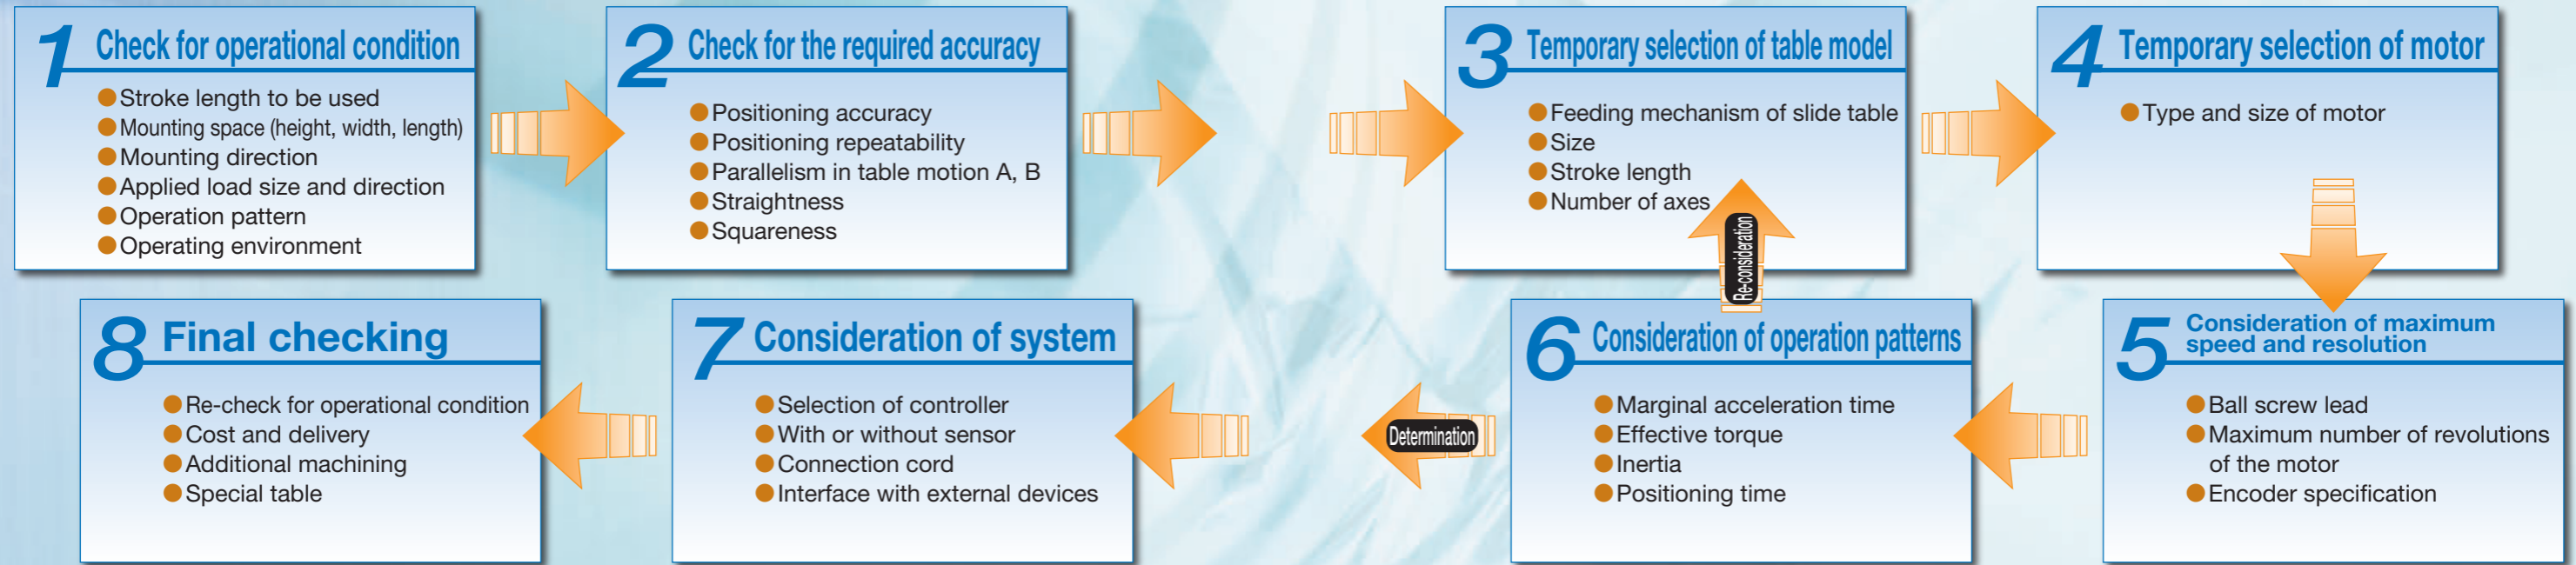 1 Check for operational condition
●Stroke length to be used
●Mounting space (height, width, length)
●Mounting direction
●Applied load size and direction
●Operation pattern
●Operating environment
2 Check for the required accuracy
●Positioning accuracy
●Positioning repeatability
●Parallelism in table motion A, B
●Straightness
●Squareness
3 Temporary selection of table model
●Feeding mechanism of slide table
●Size
●Stroke length
●Number of axes
Re-consideration
4 Temporary selection of motor
●Type and size of motor
5 Consideration of maximum
speed and resolution
●Ball screw lead
●Maximum number of revolutions
of the motor
●Encoder specification
6 Consideration of operation patterns
●Marginal acceleration time
●Effective torque
●Inertia
●Positioning time
Determination
7 Consideration of system
●Selection of controller
●With or without sensor
●Connection cord
●Interface with external devices
8 Final checking
●Re-check for operational condition
●Cost and delivery
●Additional machining
●Special table